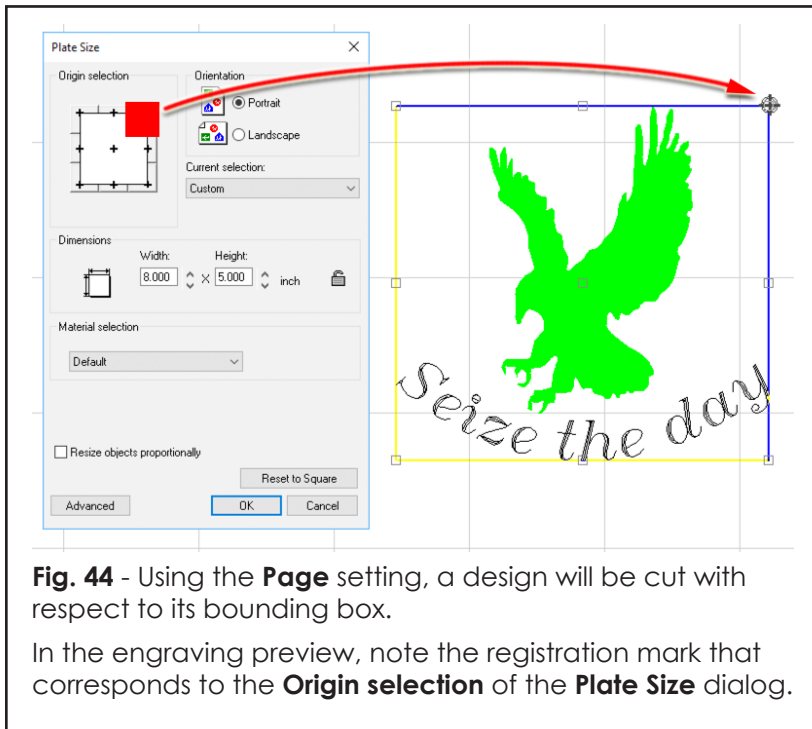 Plate Size
Origin selection
Orientation
Portrait
Landscape
Current selection:
Custom
Dimensions
Width:
Height:
8.000 X 5.000 inch
Material selection
Default
Resize objects proportionally
Reset to Square
Advanced
OK
Cancel
Seize the day
Fig. 44 - Using the Page setting, a design will be cut with
respect to its bounding box.
In the engraving preview, note the registration mark that
corresponds to the Origin selection of the Plate Size dialog.